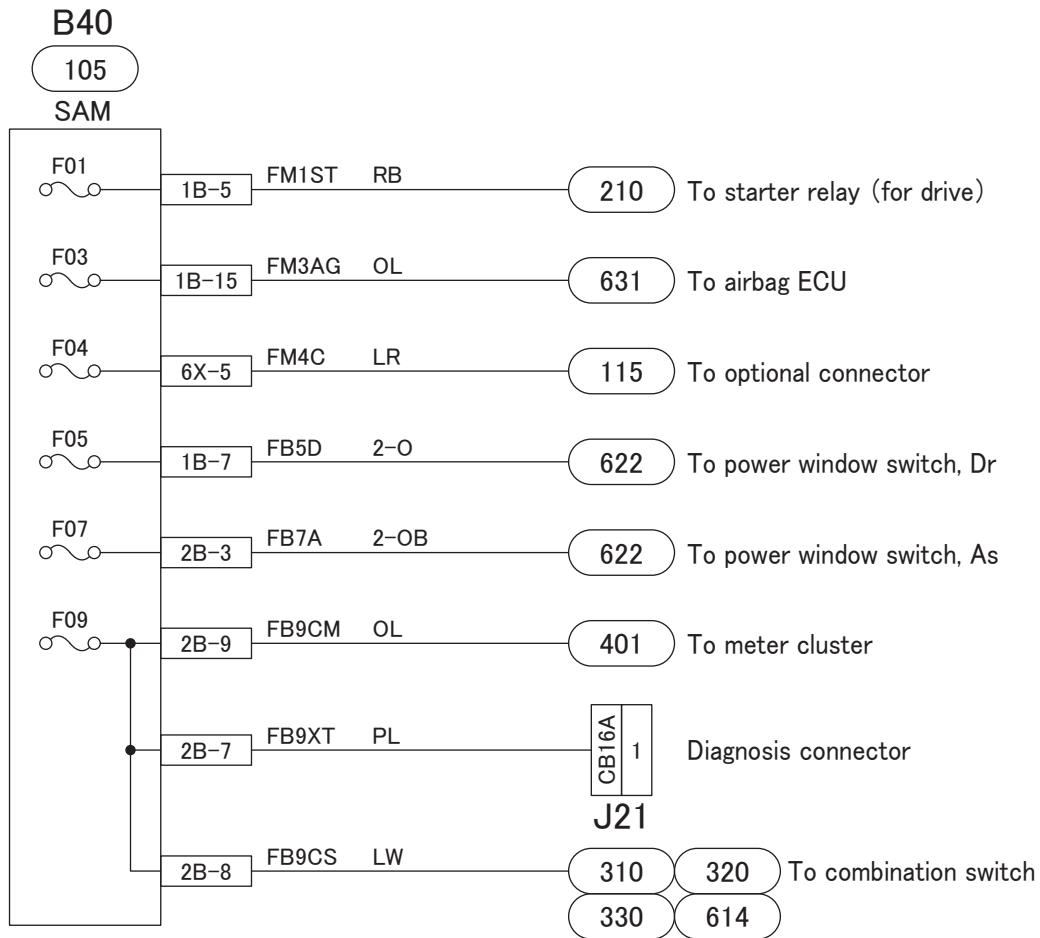 B40
105
SAM
F01 1B-5 FM1ST RB 210 To starter relay (for drive)
F03 1B-15 FM3AG OL 631 To airbag ECU
F04 6X-5 FM4C LR 115 To optional connector
F05 1B-7 FB5D 2-O 622 To power window switch, Dr
F07 2B-3 FB7A 2-OB 622 To power window switch, As
F09 2B-9 FB9CM OL 401 To meter cluster
2B-7 FB9XT PL CB16A 1 Diagnosis connector
J21
2B-8 FB9CS LW 310 320 To combination switch
330 614